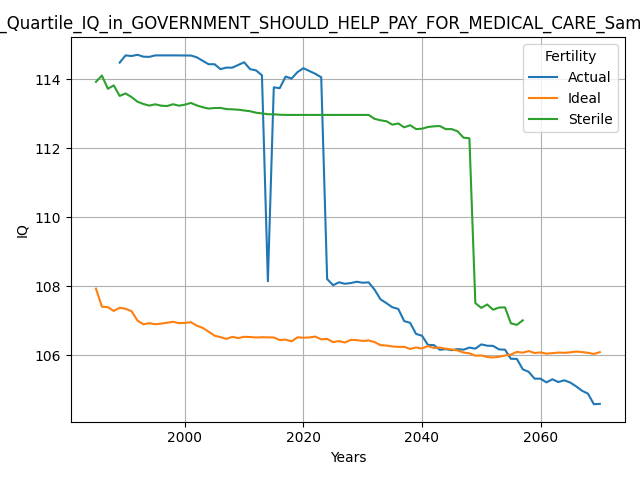 _Quartile_IQ_in_GOVERNMENT_SHOULD_HELP_PAY_FOR_MEDICAL_CARE_Sam
Fertility
Actual
Ideal
Sterile
114
112
110
108
106
IQ
2000
2020
2040
2060
Years